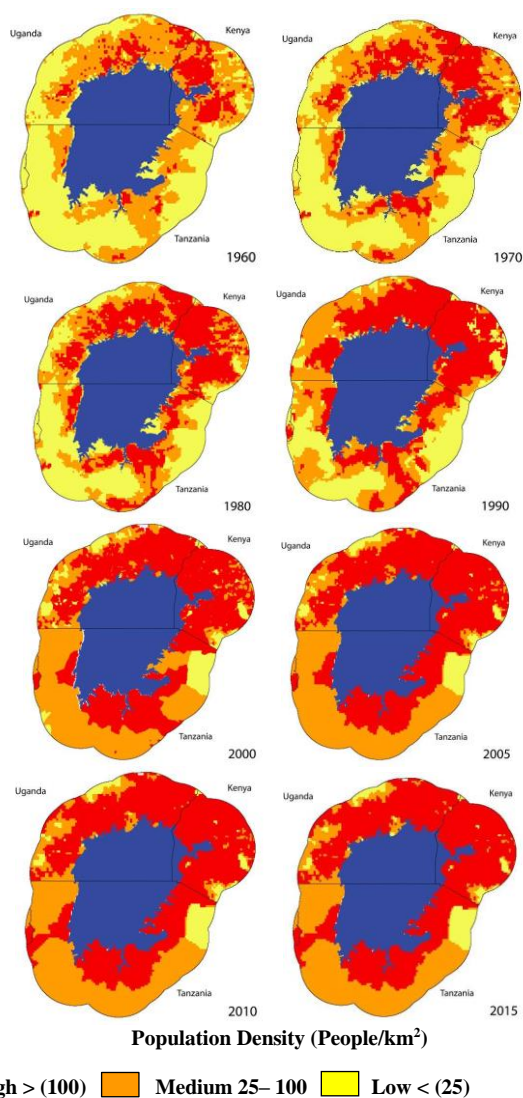 Uganda Kenya Uganda Kenya
Tanzania Tanzania
1960 1970
Uganda Kenya Uganda Kenya
Tanzania Tanzania
1980 1990
Uganda Kenya Uganda Kenya
Tanzania Tanzania
2000 2005
Uganda Kenya Uganda Kenya
Tanzania Tanzania
2010 2015
Population Density (People/km²)
gh > (100) Medium 25– 100 Low < (25)